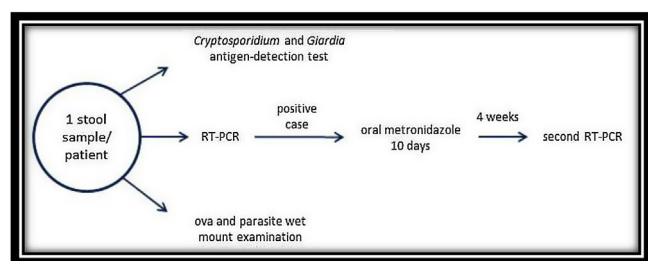 Cryptosporidium and Giardia
antigen-detection test
1 stool
sample/
patient
RT-PCR
positive
case
oral metronidazole
10 days
4 weeks
second RT-PCR
ova and parasite wet
mount examination